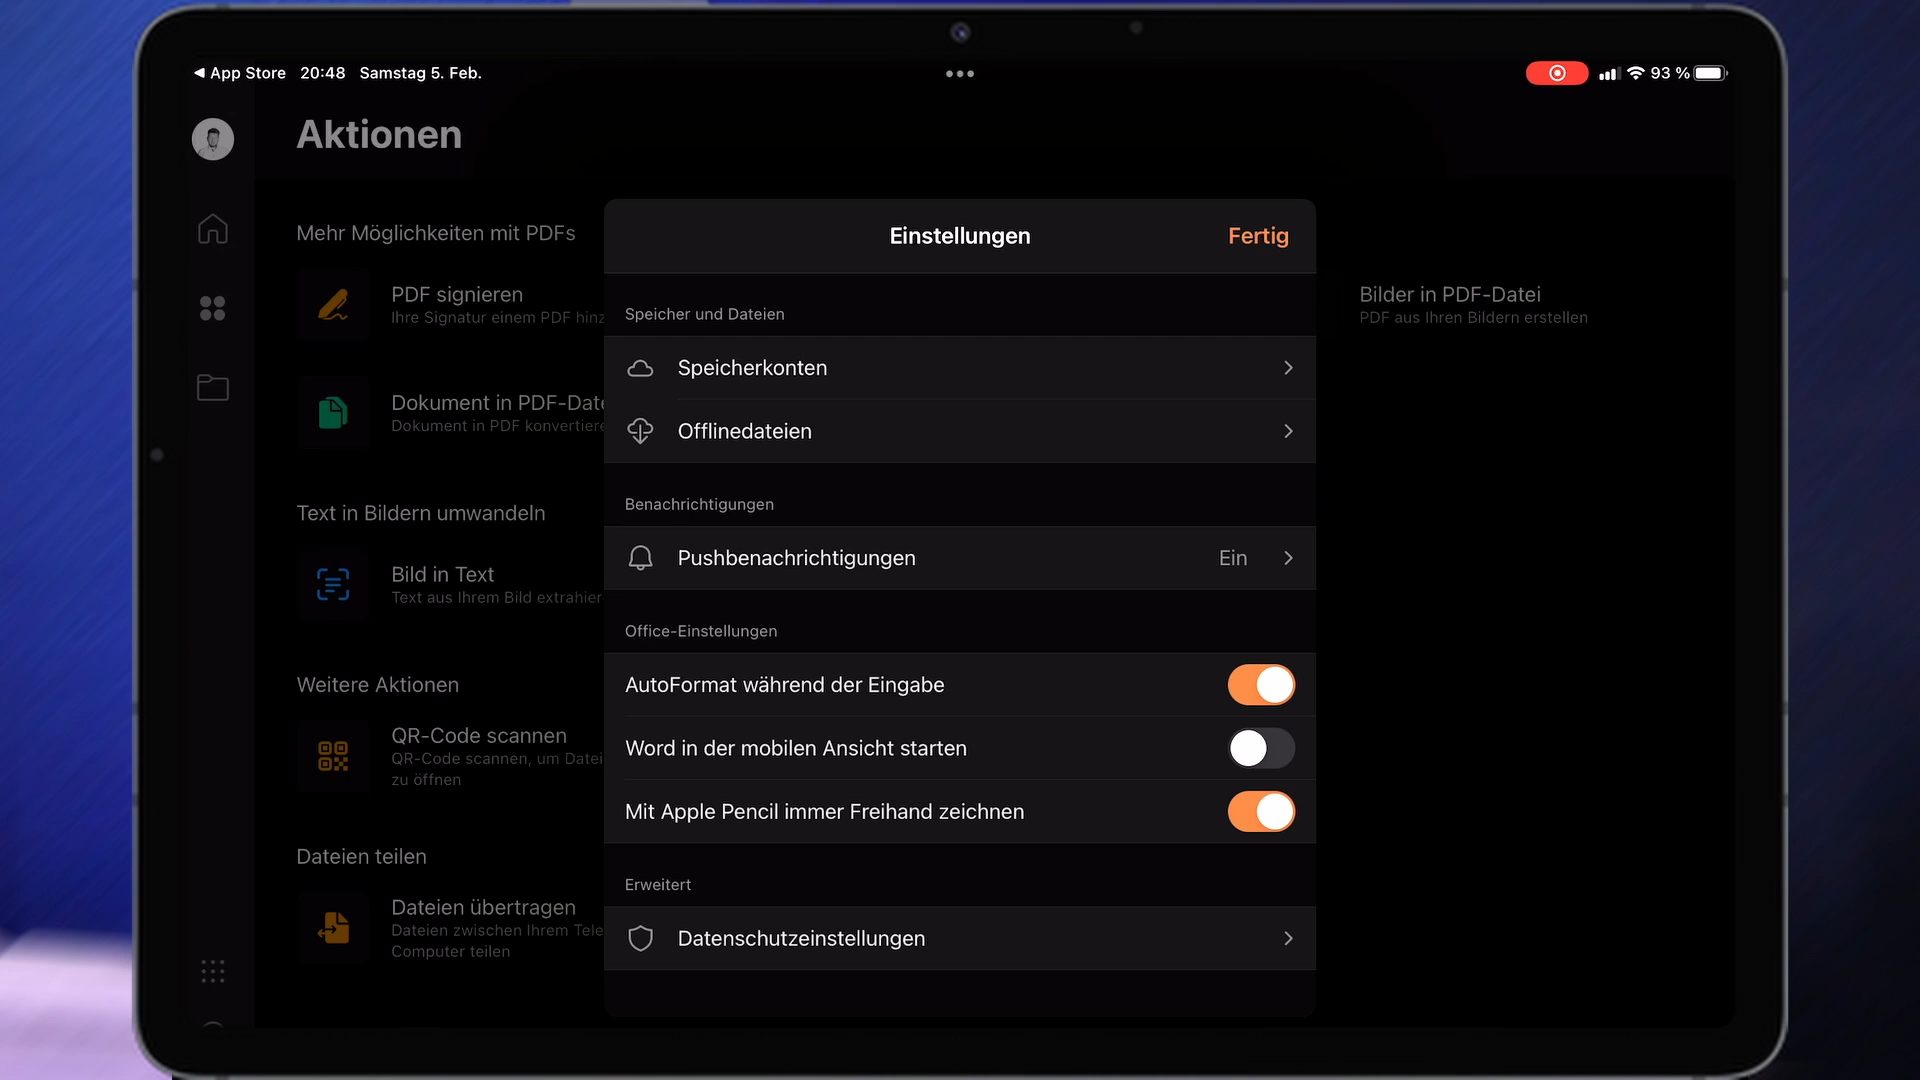 ◀ App Store 20:48 Samstag 5. Feb.
93 %
Aktionen
Mehr Möglichkeiten mit PDFs
PDF signieren
Ihre Signatur einem PDF hinz
Dokument in PDF-Date
Dokument in PDF konvertiere
Text in Bildern umwandeln
Bild in Text
Text aus Ihrem Bild extrahier
Weitere Aktionen
QR-Code scannen
QR-Code scannen, um Datei
zu öffnen
Dateien teilen
Dateien übertragen
Dateien zwischen Ihrem Tele
Computer teilen
Einstellungen
Fertig
Speicher und Dateien
Speicherkonten
Offlinedateien
Benachrichtigungen
Pushbenachrichtigungen Ein
Office-Einstellungen
AutoFormat während der Eingabe
Word in der mobilen Ansicht starten
Mit Apple Pencil immer Freihand zeichnen
Erweitert
Datenschutzeinstellungen
Bilder in PDF-Datei
PDF aus Ihren Bildern erstellen